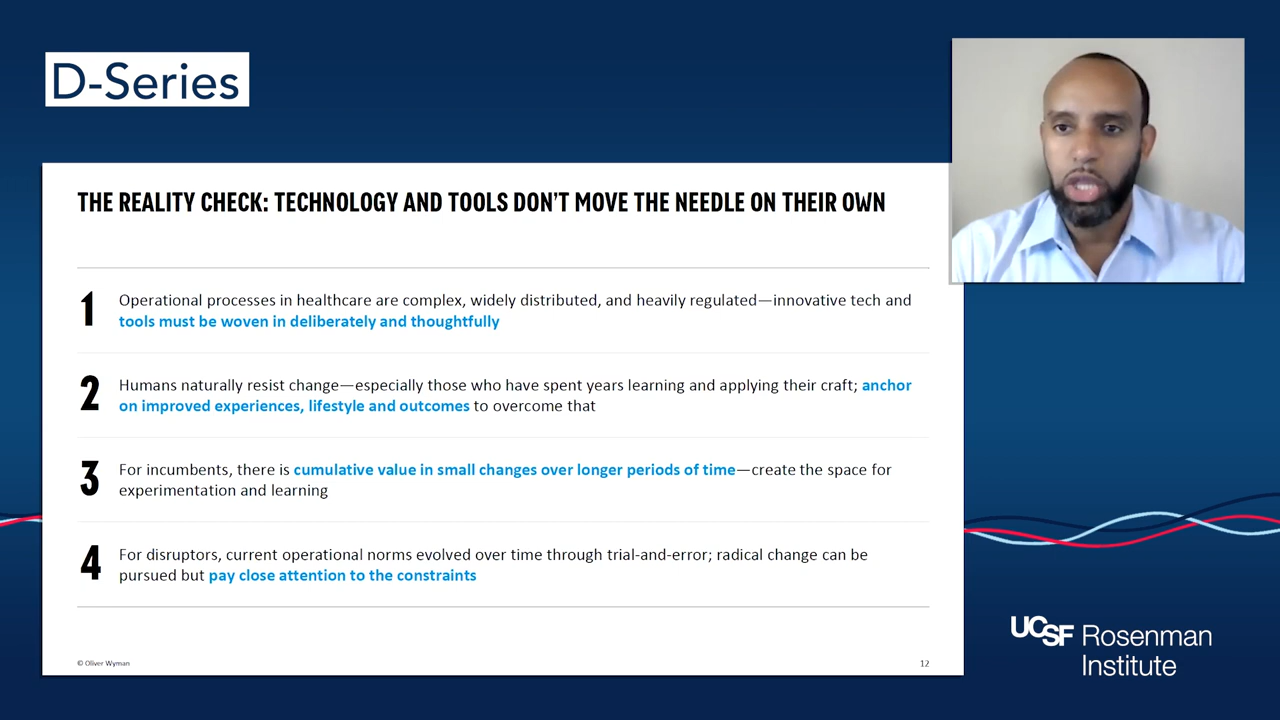 D-Series
THE REALITY CHECK: TECHNOLOGY AND TOOLS DON'T MOVE THE NEEDLE ON THEIR OWN
1
Operational processes in healthcare are complex, widely distributed, and heavily regulated—innovative tech and
tools must be woven in deliberately and thoughtfully
2
Humans naturally resist change—especially those who have spent years learning and applying their craft; anchor
on improved experiences, lifestyle and outcomes to overcome that
3
For incumbents, there is cumulative value in small changes over longer periods of time—create the space for
experimentation and learning
4
For disruptors, current operational norms evolved over time through trial-and-error; radical change can be
pursued but pay close attention to the constraints
© Oliver Wyman
12
UCSF Rosenman
Institute